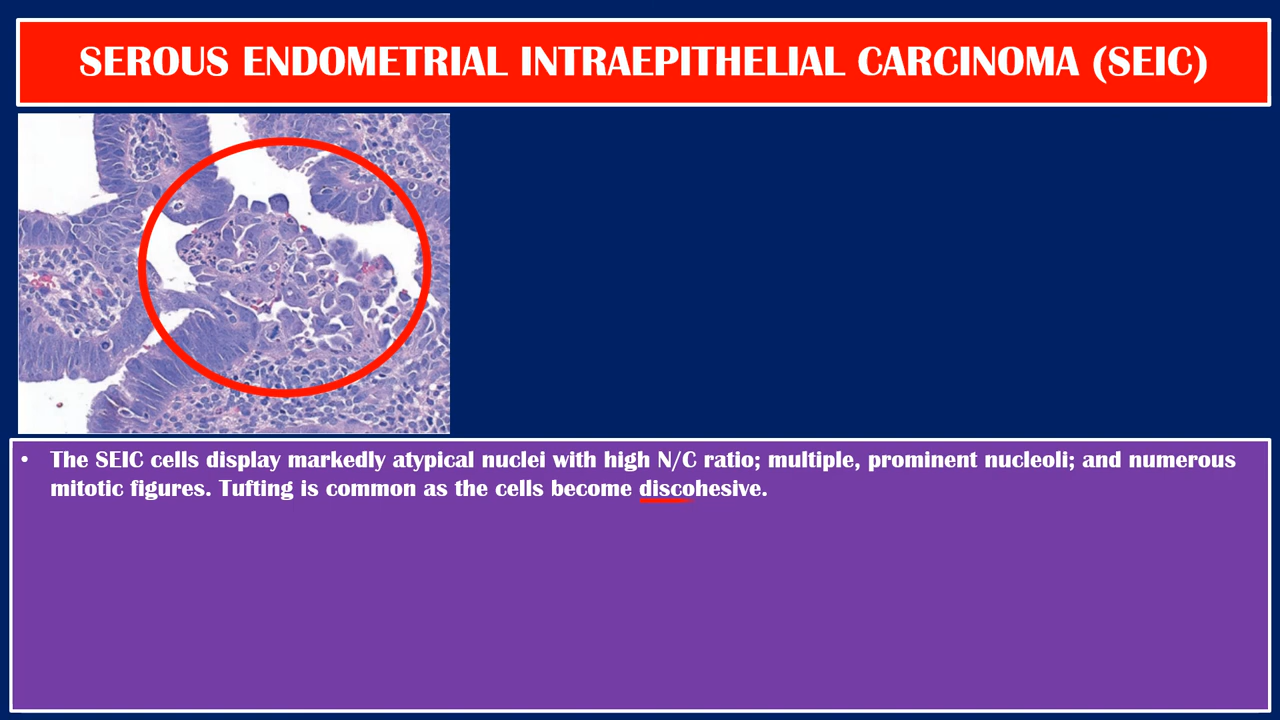 SEROUS ENDOMETRIAL INTRAEPITHELIAL CARCINOMA (SEIC)
• The SEIC cells display markedly atypical nuclei with high N/C ratio; multiple, prominent nucleoli; and numerous
mitotic figures. Tufting is common as the cells become discohesive.